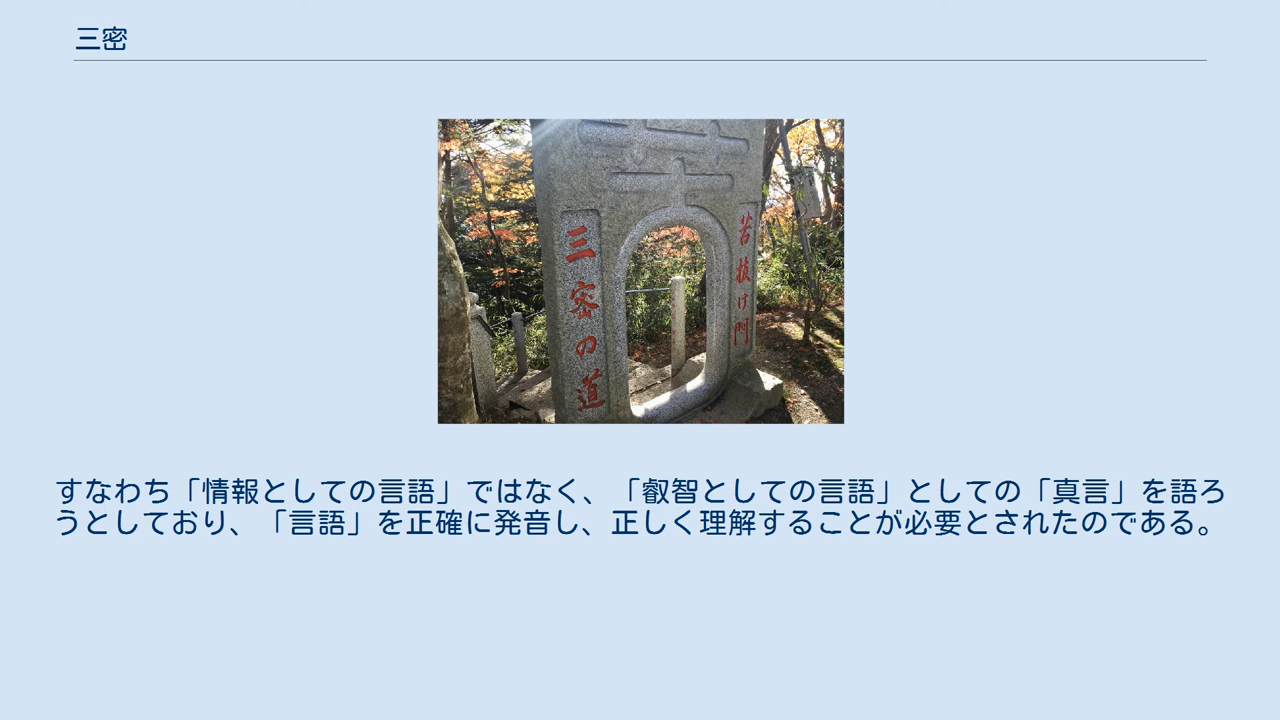 三密
三密の道
苦抜け門
すなわち「情報としての言語」ではなく、「叡智としての言語」としての「真言」を語ろ
うとしており、「言語」を正確に発音し、正しく理解することが必要とされたのである。